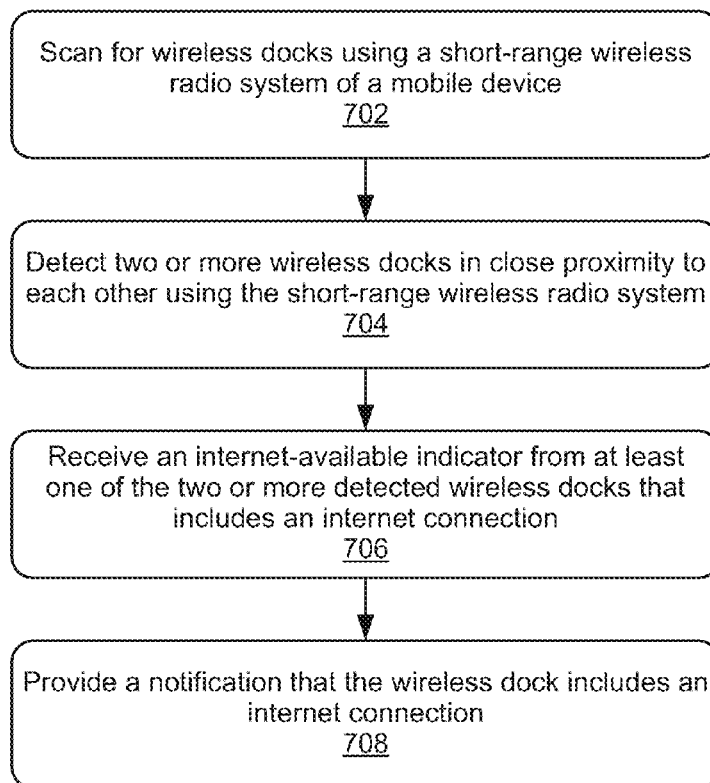 Scan for wireless docks using a short-range wireless
radio system of a mobile device
702
Detect two or more wireless docks in close proximity to
each other using the short-range wireless radio system
704
Receive an internet-available indicator from at least
one of the two or more detected wireless docks that
includes an internet connection
706
Provide a notification that the wireless dock includes an
internet connection
708